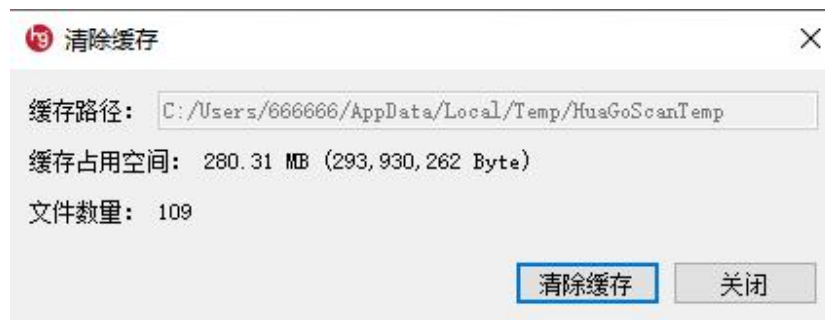 hg 清除缓存
缓存路径： C:/Users/666666/AppData/Local/Temp/HuaGoScanTemp
缓存占用空间： 280.31 MB (293,930,262 Byte)
文件数量： 109
清除缓存 关闭